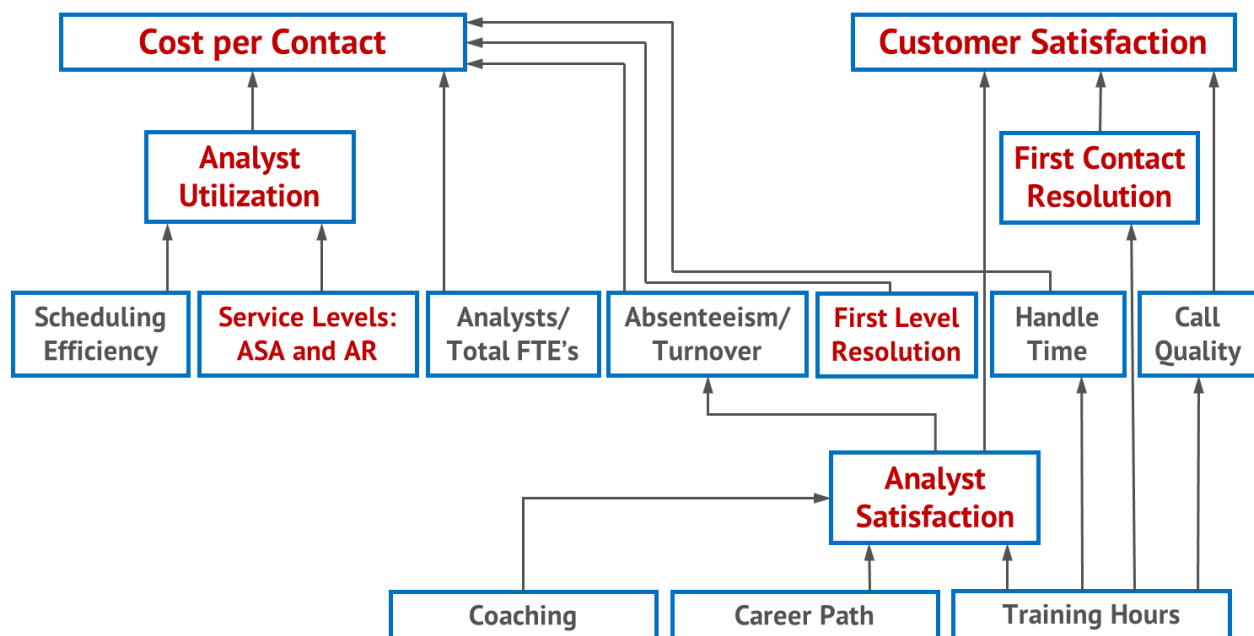 Cost per Contact
Customer Satisfaction
Analyst
Utilization
First Contact
Resolution
Scheduling
Efficiency
Service Levels:
ASA and AR
Analysts/
Total FTE’s
Absenteeism/
Turnover
First Level
Resolution
Handle
Time
Call
Quality
Analyst
Satisfaction
Coaching
Career Path
Training Hours